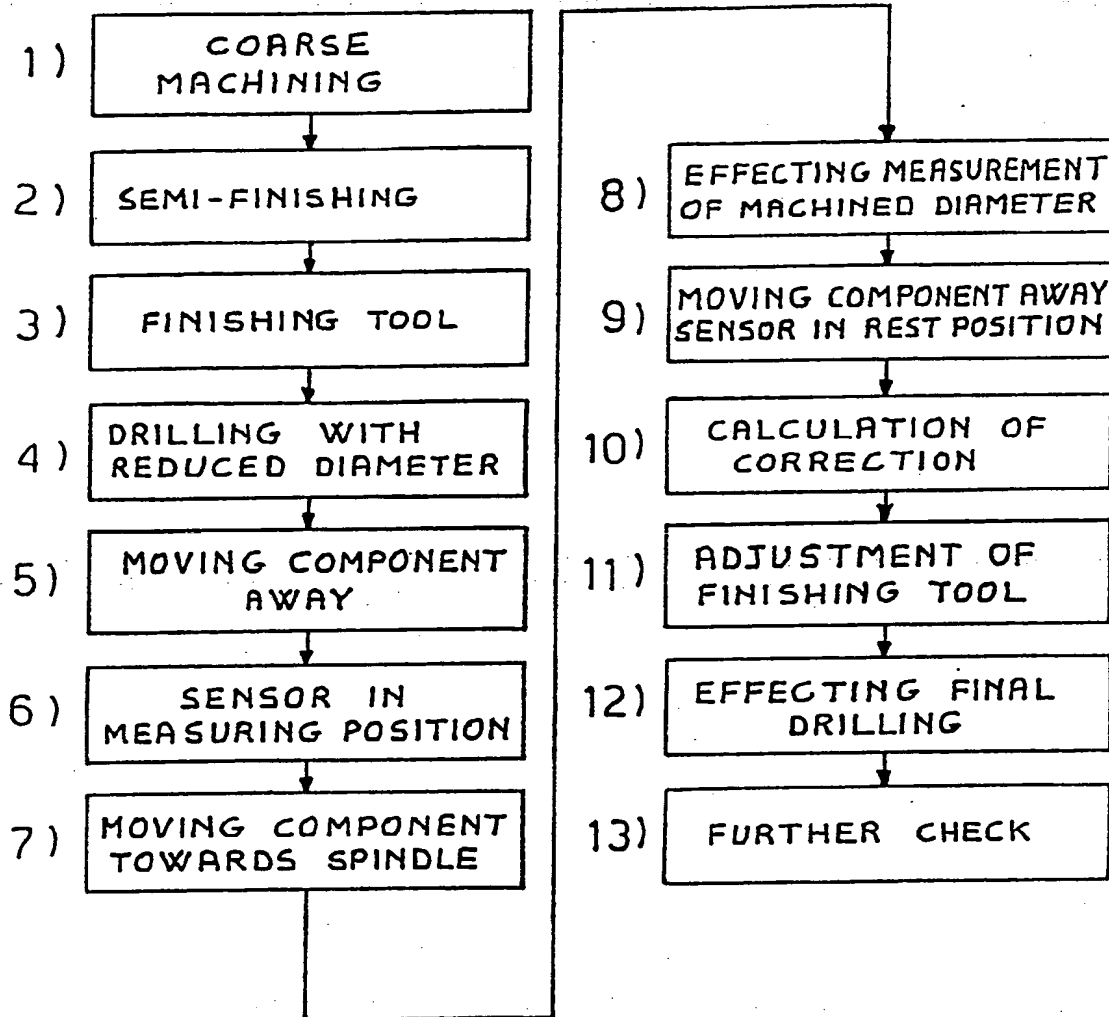 1) COARSE
MACHINING
2) SEMI-FINISHING
3) FINISHING TOOL
4) DRILLING WITH
REDUCED DIAMETER
5) MOVING COMPONENT
AWAY
6) SENSOR IN
MEASURING POSITION
7) MOVING COMPONENT
TOWARDS SPINDLE
8) EFFECTING MEASUREMENT
OF MACHINED DIAMETER
9) MOVING COMPONENT AWAY
SENSOR IN REST POSITION
10) CALCULATION OF
CORRECTION
11) ADJUSTMENT OF
FINISHING TOOL
12) EFFECTING FINAL
DRILLING
13) FURTHER CHECK